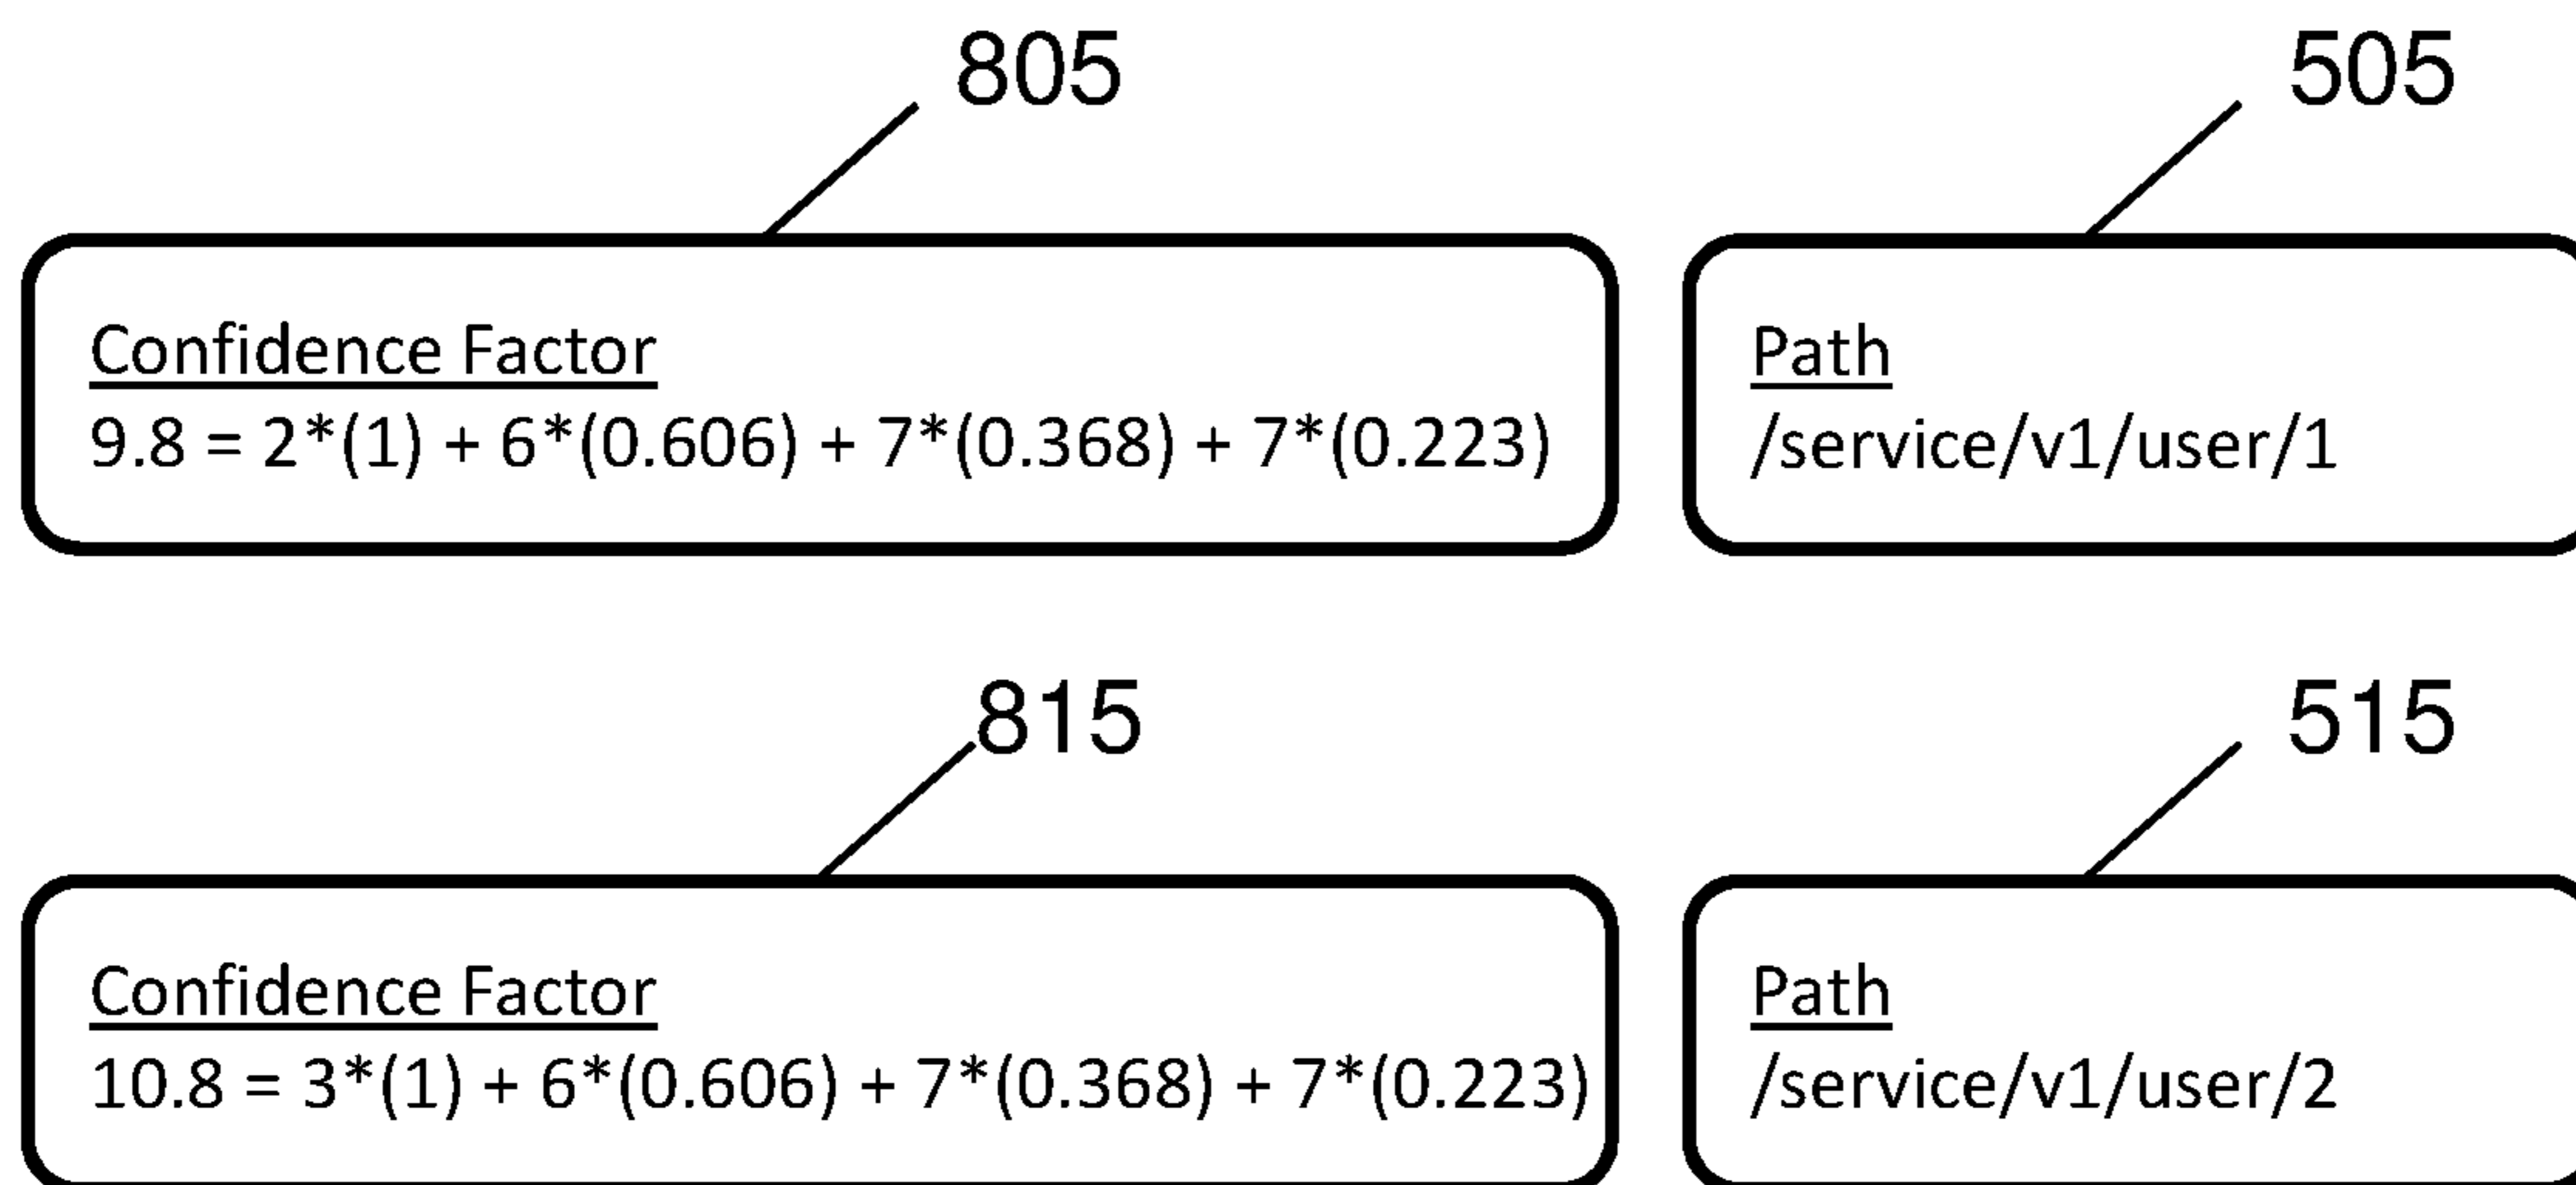 805
505
Confidence Factor
9.8 = 2*(1) + 6*(0.606) + 7*(0.368) + 7*(0.223)
Path
/service/v1/user/1
815
515
Confidence Factor
10.8 = 3*(1) + 6*(0.606) + 7*(0.368) + 7*(0.223)
Path
/service/v1/user/2